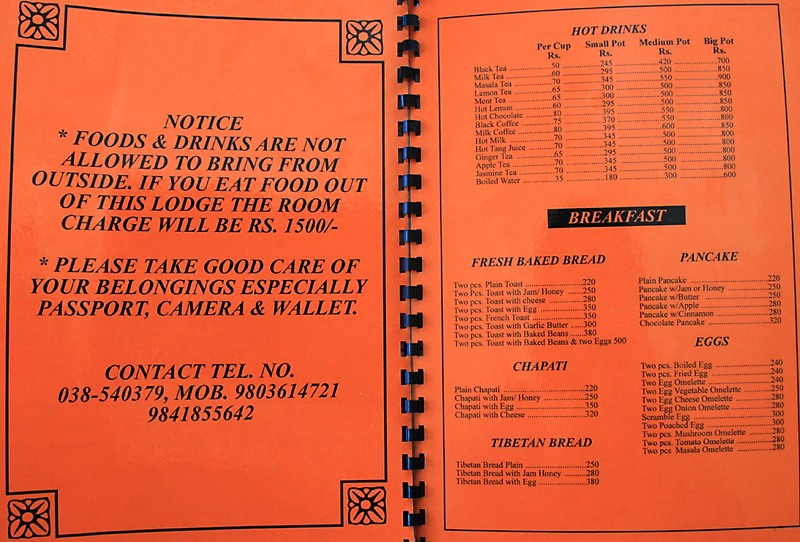 NOTICE
* FOODS & DRINKS ARE NOT
ALLOWED TO BRING FROM
OUTSIDE. IF YOU EAT FOOD OUT
OF THIS LODGE THE ROOM
CHARGE WILL BE RS. 1500/-
* PLEASE TAKE GOOD CARE OF
YOUR BELONGINGS ESPECIALLY
PASSPORT, CAMERA & WALLET.
CONTACT TEL. NO.
038-540379, MOB. 9803614721
9841855642
HOT DRINKS
Per Cup Small Pot Medium Pot Big Pot
Rs. Rs. Rs. Rs.
Black Tea 50 245 420 700
Milk Tea 60 295 500 850
Masala Tea 70 345 550 900
Lemon Tea 65 300 500 850
Ment Tea 65 300 500 850
Hot Lemon 60 295 500 850
Hot Chocolate 80 395 550 800
Black Coffee 75 370 550 800
Milk Coffee 80 395 600 850
Hot Milk 70 345 500 800
Hot Tang Juice 70 345 500 800
Ginger Tea 65 295 500 800
Apple Tea 70 345 500 800
Jasmine Tea 70 345 500 800
Boiled Water 35 180 300 600
BREAKFAST
FRESH BAKED BREAD
Two pcs. Plain Toast 220
Two Pcs. Toast with Jam/ Honey 250
Two pcs. Toast with cheese 280
Two pcs. Toast with Egg 350
Two pcs. French Toast 350
Two pcs. Toast with Garlic Butter 300
Two pcs. Toast with Baked Beans 380
Two pcs. Toast with Baked Beans & two Eggs 500
CHAPATI
Plain Chapati 220
Chapati with Jam/ Honey 250
Chapati with Egg 350
Chapati with Cheese 320
TIBETAN BREAD
Tibetan Bread Plain 250
Tibetan Bread with Jam Honey 280
Tibetan Bread with Egg 380
PANCAKE
Plain Pancake 220
Pancake w/Jam or Honey 250
Pancake w/Butter 250
Pancake w/Apple 280
Pancake w/Cinnamon 280
Chocolate Pancake 320
EGGS
Two pcs. Boiled Egg 240
Two pcs. Fried Egg 240
Two Egg Omelette 240
Two Egg Vegetable Omelette 250
Two Egg Cheese Omelette 280
Two Egg Onion Omelette 280
Scramble Egg 300
Two Poached Egg 300
Two pcs. Mushroom Omelette 280
Two pcs. Tomato Omelette 280
Two pcs Masala Omelette 280